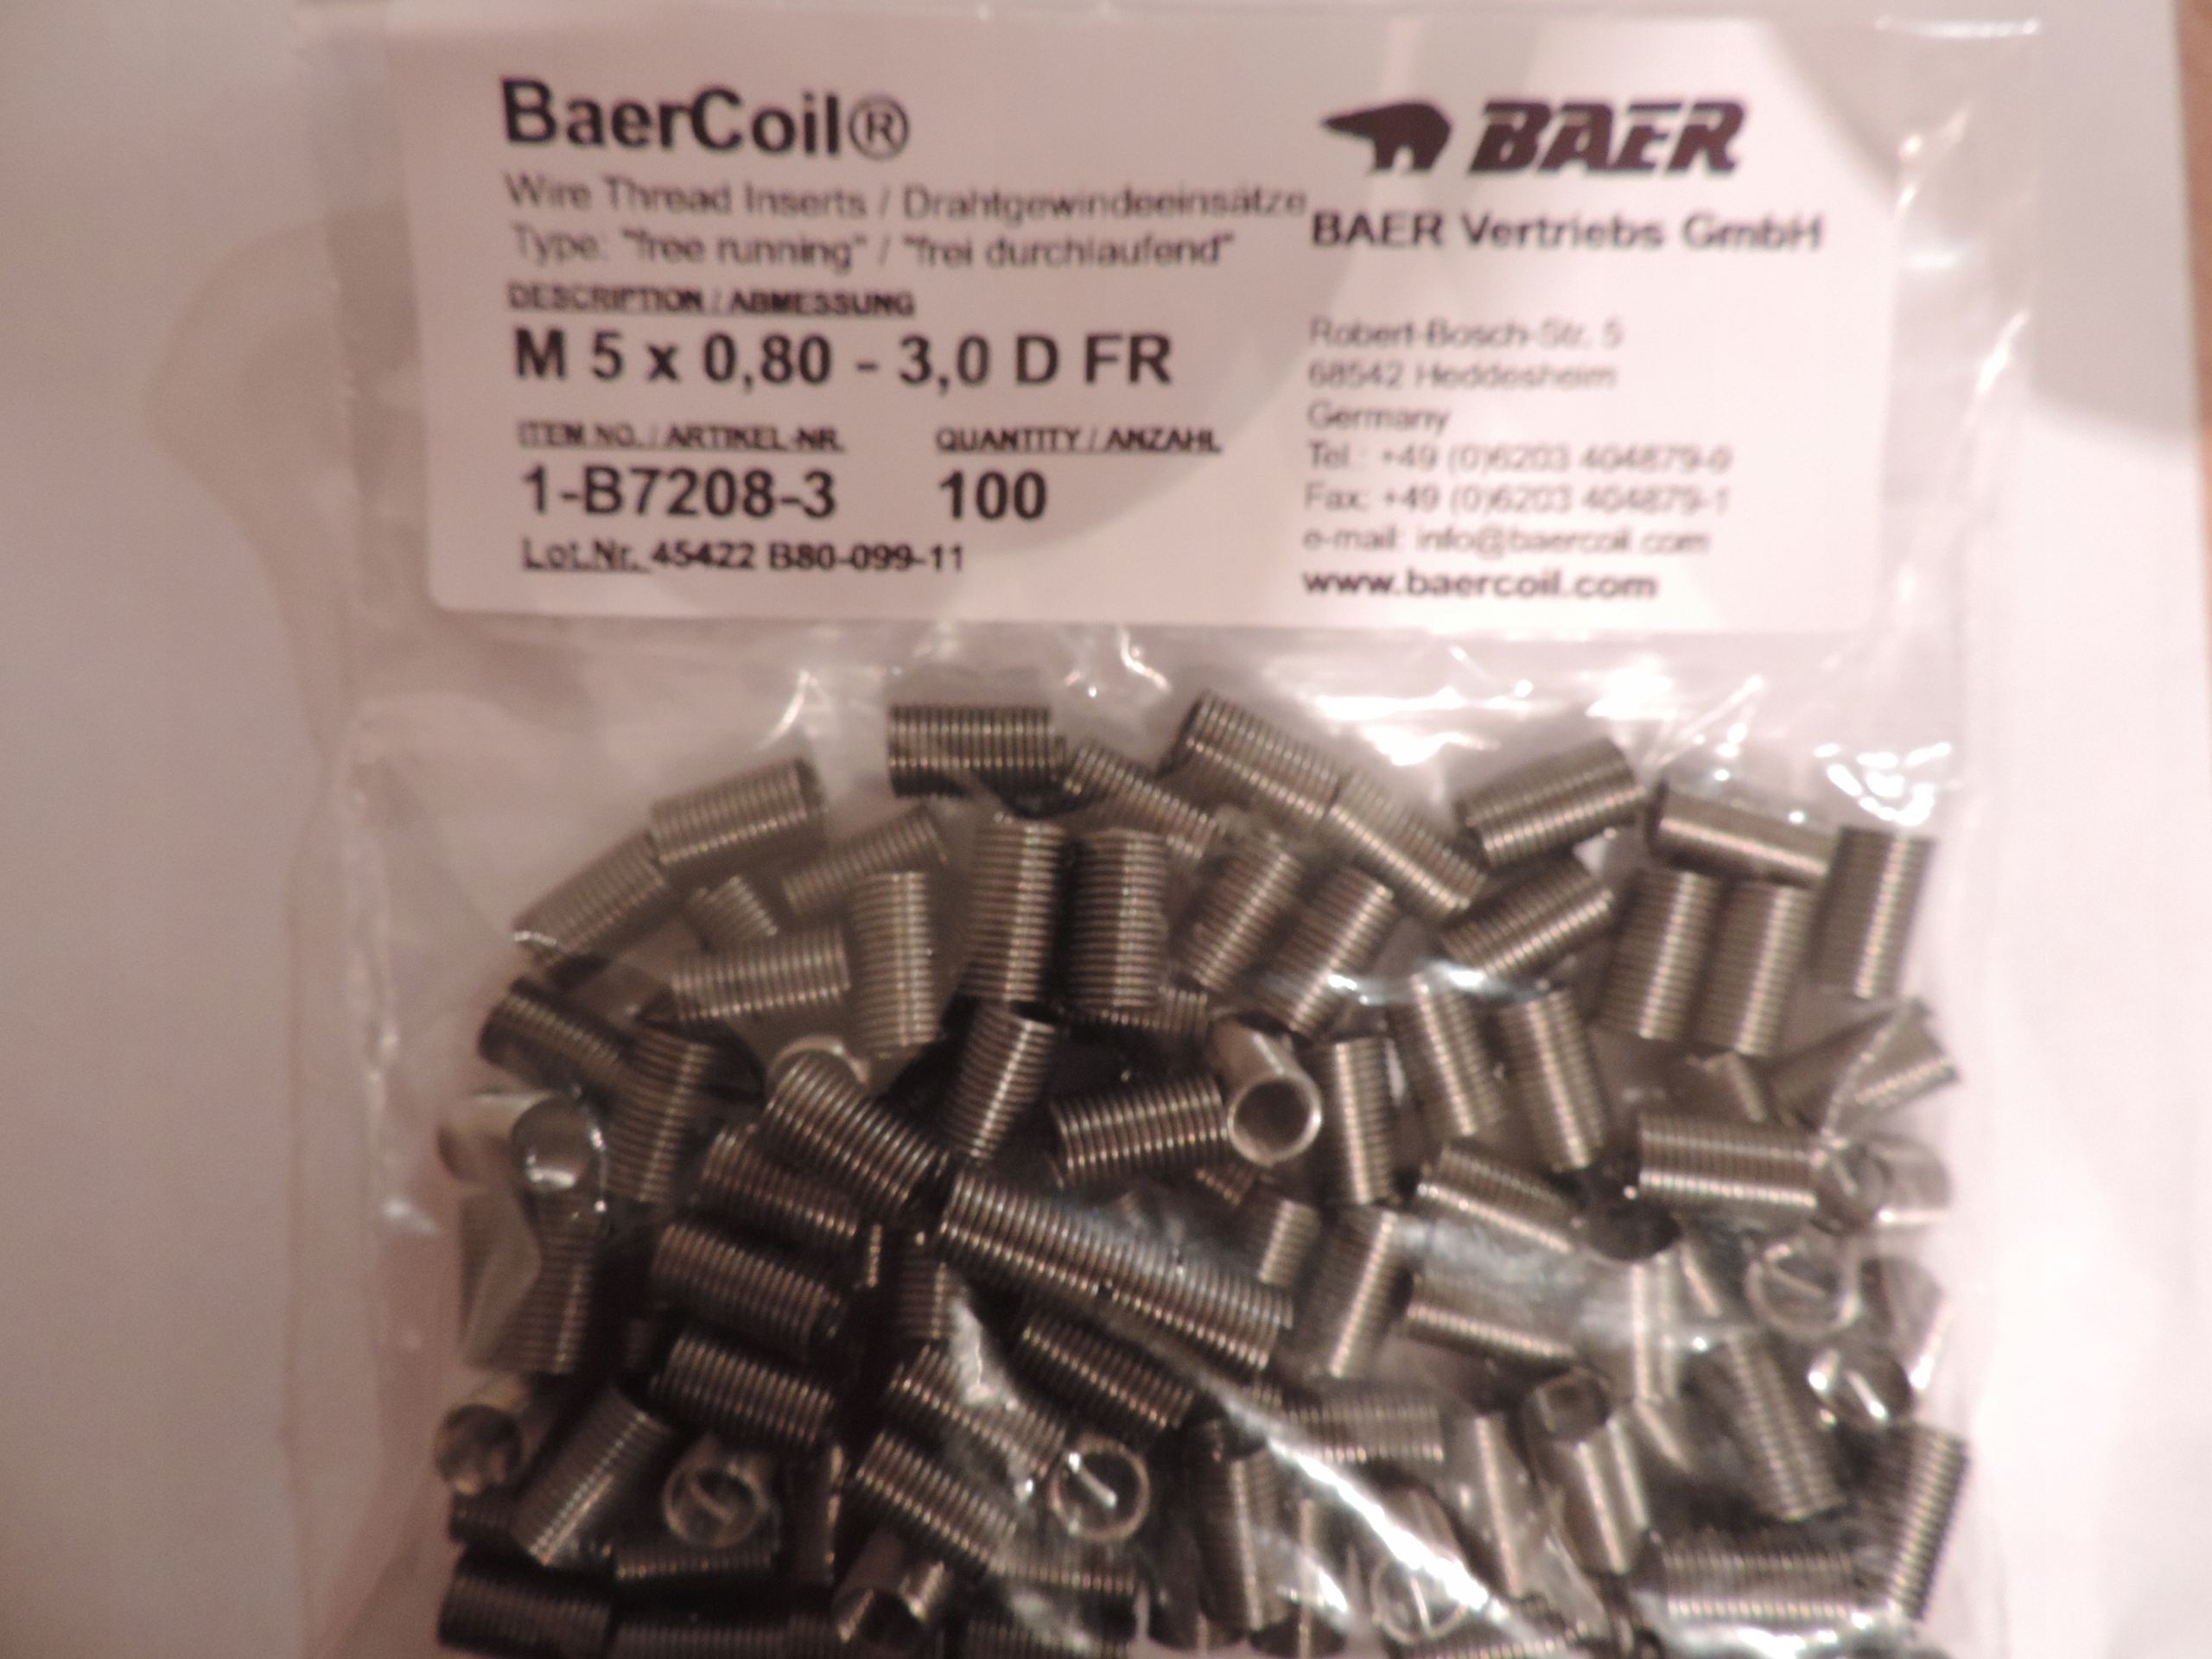 BaerCoil®
Wire Thread Inserts / Drahtgewindeeinsätze
Type: "free running" / "frei durchlaufend"
DESCRIPTION / ABMESSUNG
M 5 x 0,80 - 3,0 D FR
ITEM NO. / ARTIKEL-NR.
QUANTITY / ANZAHL
1-B7208-3
100
Lot.Nr. 45422 B80-099-11
BAER
BAER Vertriebs GmbH
Robert-Bosch-Str. 5
68542 Heddesheim
Germany
Tel.: +49 (0)6203 404879-0
Fax: +49 (0)6203 404879-1
e-mail: info@baercoil.com
www.baercoil.com